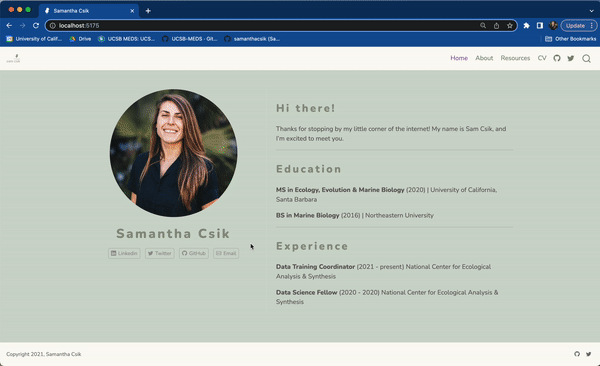 Samantha Csik
Update
localhost:5175
University of Calif...
Drive
UCSB MEDS: UCS...
UCSB-MEDS · Git...
samanthacsik (Sa...
Other Bookmarks
Home
About
Resources
CV
Hi there!
Thanks for stopping by my little corner of the internet! My name is Sam Csik, and
I'm excited to meet you.
Education
MS in Ecology, Evolution & Marine Biology (2020) | University of California,
Santa Barbara
BS in Marine Biology (2016) | Northeastern University
Samantha Csik
LinkedIn
Twitter
GitHub
Email
Experience
Data Training Coordinator (2021 - present) National Center for Ecological
Analysis & Synthesis
Data Science Fellow (2020 - 2020) National Center for Ecological Analysis &
Synthesis
Copyright 2021, Samantha Csik